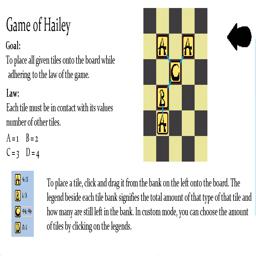 Game of Hailey
Goal:
To place all given tiles onto the board while
adhering to the law of the game.
Law:
Each tile must be in contact with its values
number of other tiles.
A = 1 B = 2
C = 3 D = 4
A A
C
B
A
To place a tile, click and drag it from the bank on the left onto the board. The
legend beside each tile bank signifies the total amount of that type of that tile and
how many are still left in the bank. In custom mode, you can choose the amount
of tiles by clicking on the legends.